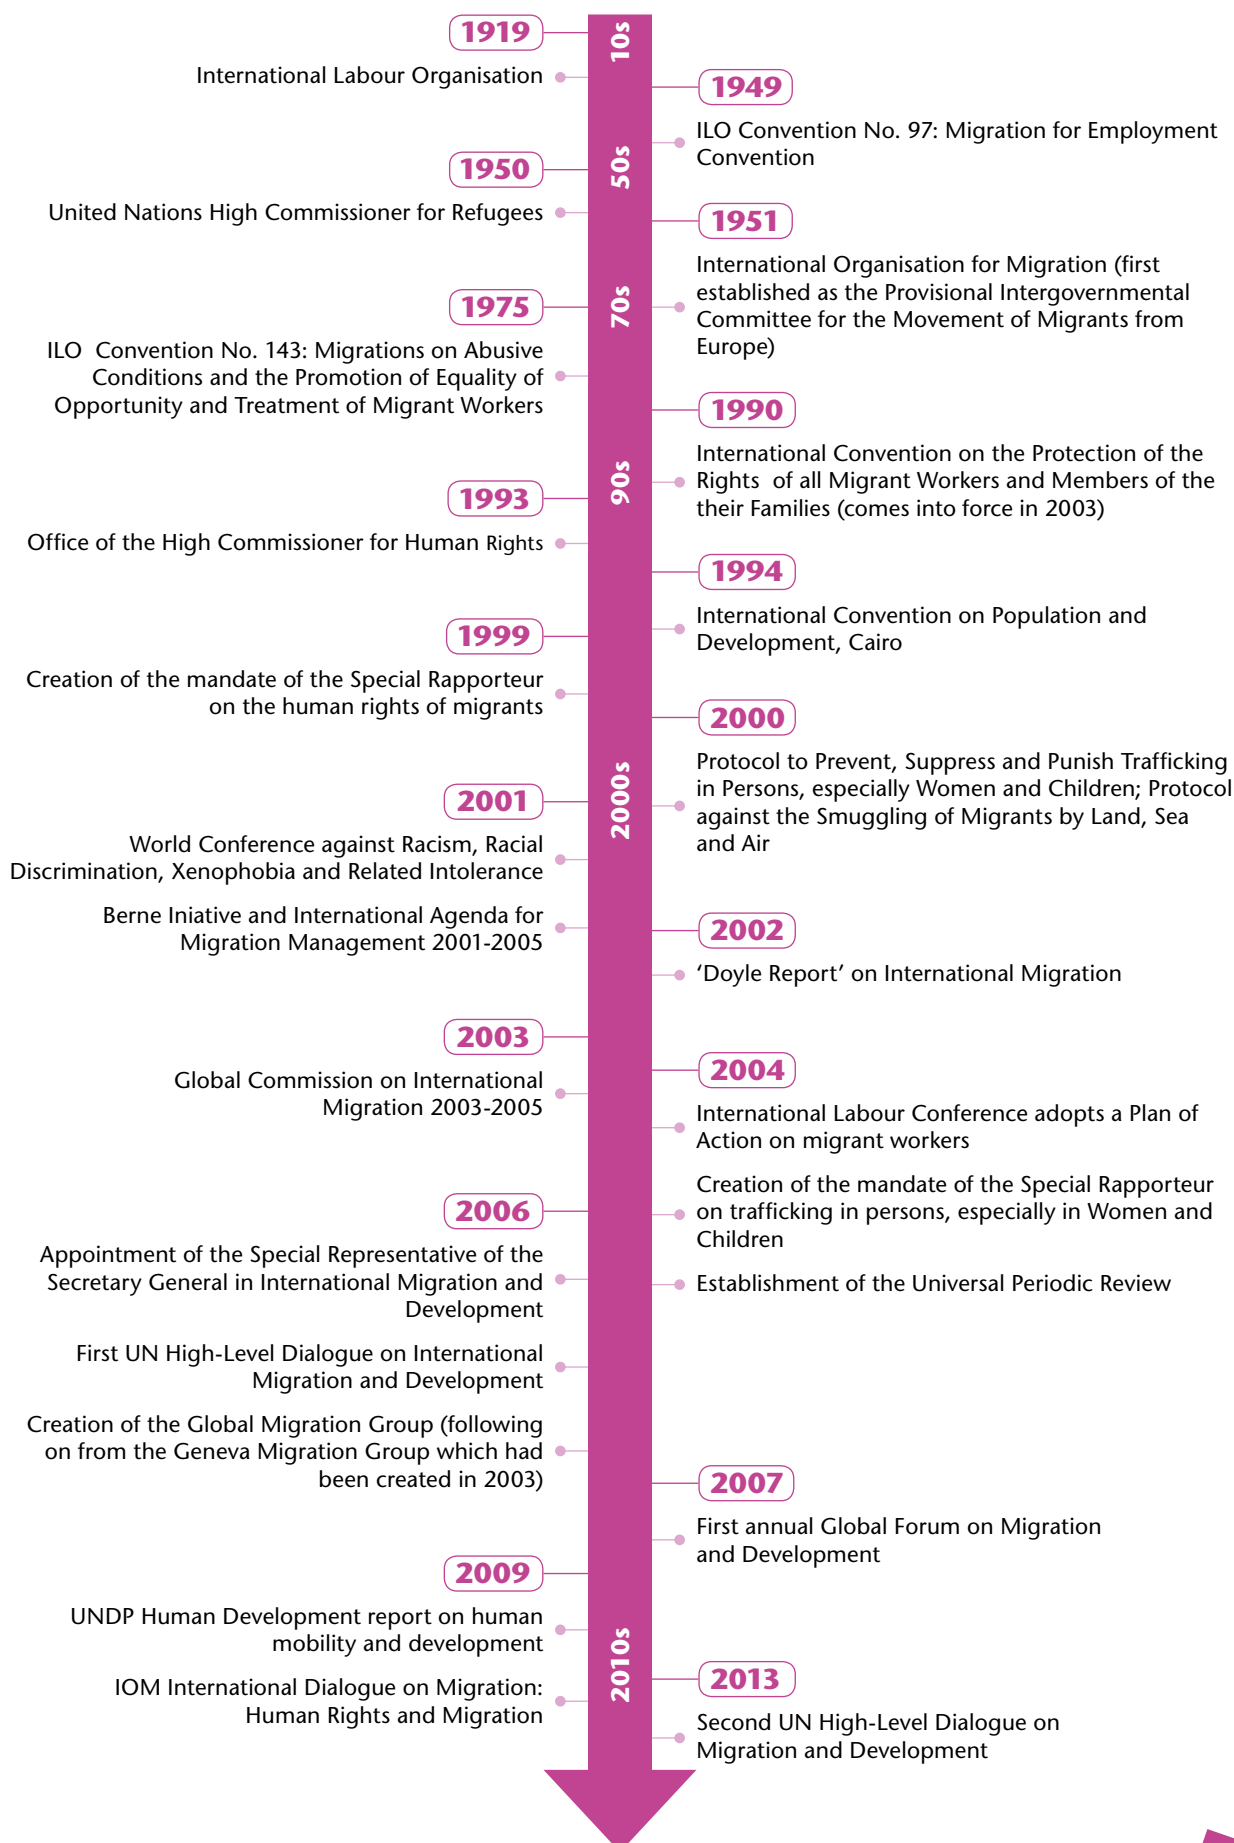 1919
International Labour Organisation
10s
1949
ILO Convention No. 97: Migration for Employment
Convention
50s
1950
United Nations High Commissioner for Refugees
1951
International Organisation for Migration (first
established as the Provisional Intergovernmental
Committee for the Movement of Migrants from
Europe)
70s
1975
ILO Convention No. 143: Migrations on Abusive
Conditions and the Promotion of Equality of
Opportunity and Treatment of Migrant Workers
1990
International Convention on the Protection of the
Rights of all Migrant Workers and Members of the
their Families (comes into force in 2003)
90s
1993
Office of the High Commissioner for Human Rights
1994
International Convention on Population and
Development, Cairo
1999
Creation of the mandate of the Special Rapporteur
on the human rights of migrants
2000
Protocol to Prevent, Suppress and Punish Trafficking
in Persons, especially Women and Children; Protocol
against the Smuggling of Migrants by Land, Sea
and Air
2000s
2001
World Conference against Racism, Racial
Discrimination, Xenophobia and Related Intolerance
Berne Iniative and International Agenda for
Migration Management 2001-2005
2002
‘Doyle Report’ on International Migration
2003
Global Commission on International
Migration 2003-2005
2004
International Labour Conference adopts a Plan of
Action on migrant workers
Creation of the mandate of the Special Rapporteur
on trafficking in persons, especially in Women and
Children
Establishment of the Universal Periodic Review
2006
Appointment of the Special Representative of the
Secretary General in International Migration and
Development
First UN High-Level Dialogue on International
Migration and Development
Creation of the Global Migration Group (following
on from the Geneva Migration Group which had
been created in 2003)
2007
First annual Global Forum on Migration
and Development
2009
UNDP Human Development report on human
mobility and development
IOM International Dialogue on Migration:
Human Rights and Migration
2010s
2013
Second UN High-Level Dialogue on
Migration and Development